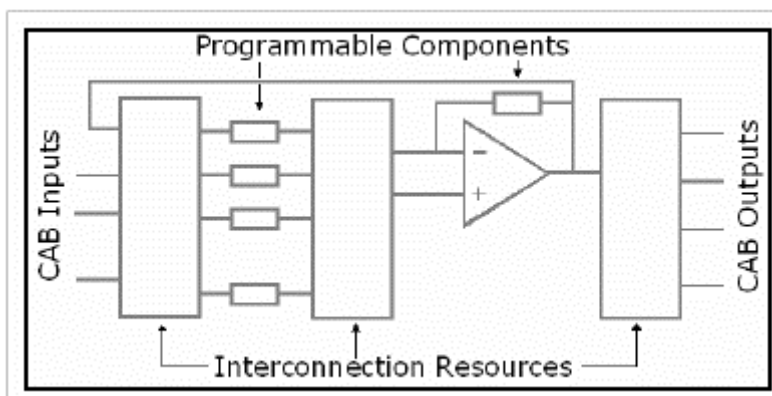 Programmable Components
CAB Inputs
−
+
CAB Outputs
Interconnection Resources